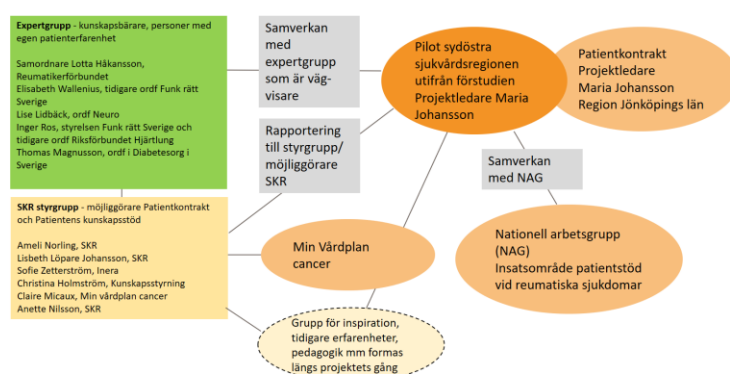 Expertgrupp - kunskapsbärare, personer med
egen patienterfarenhet
Samordnare Lotta Håkansson,
Reumatikerförbundet
Elisabeth Wallenius, tidigare ordf Funk rätt
Sverige
Lise Lidbäck, ordf Neuro
Inger Ros, styrelsen Funk rätt Sverige och
tidigare ordf Riksförbundet Hjärtlung
Thomas Magnusson, ordf i Diabetesorg i
Sverige
SKR styrgrupp - möjliggörare Patientkontrakt
och Patientens kunskapsstöd
Ameli Norling, SKR
Lisbeth Löpare Johansson, SKR
Sofie Zetterström, Inera
Christina Holmström, Kunskapsstyrning
Claire Micaux, Min vårdplan cancer
Anette Nilsson, SKR
Samverkan
med
expertgrupp
som är väg-
visare
Rapportering
till styrgrupp/
möjliggörare
SKR
Pilot sydöstra
sjukvårdsregionen
utifrån förstudien
Projektledare Maria
Johansson
Patientkontrakt
Projektledare
Maria Johansson
Region Jönköpings län
Samverkan
med NAG
Min Vårdplan
cancer
Nationell arbetsgrupp
(NAG)
Insatsområde patientstöd
vid reumatiska sjukdomar
Grupp för inspiration,
tidigare erfarenheter,
pedagogik mm formas
längs projektets gång